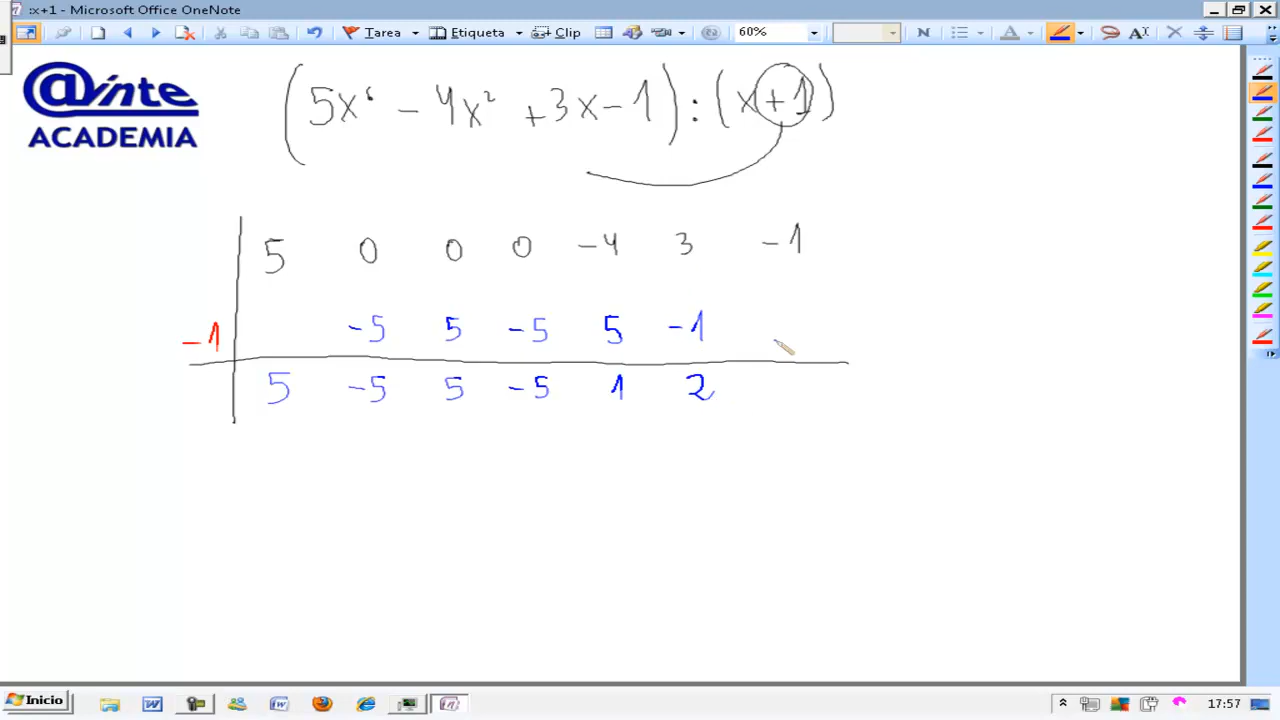 :x+1 - Microsoft Office OneNote
Tarea Etiqueta Clip 60% N A
@inte
ACADEMIA
(5x⁶ - 4x² + 3x - 1) : (x + 1)
5 0 0 0 -4 3 -1
-1 -5 5 -5 5 -1
5 -5 5 -5 1 2
Inicio 17:57